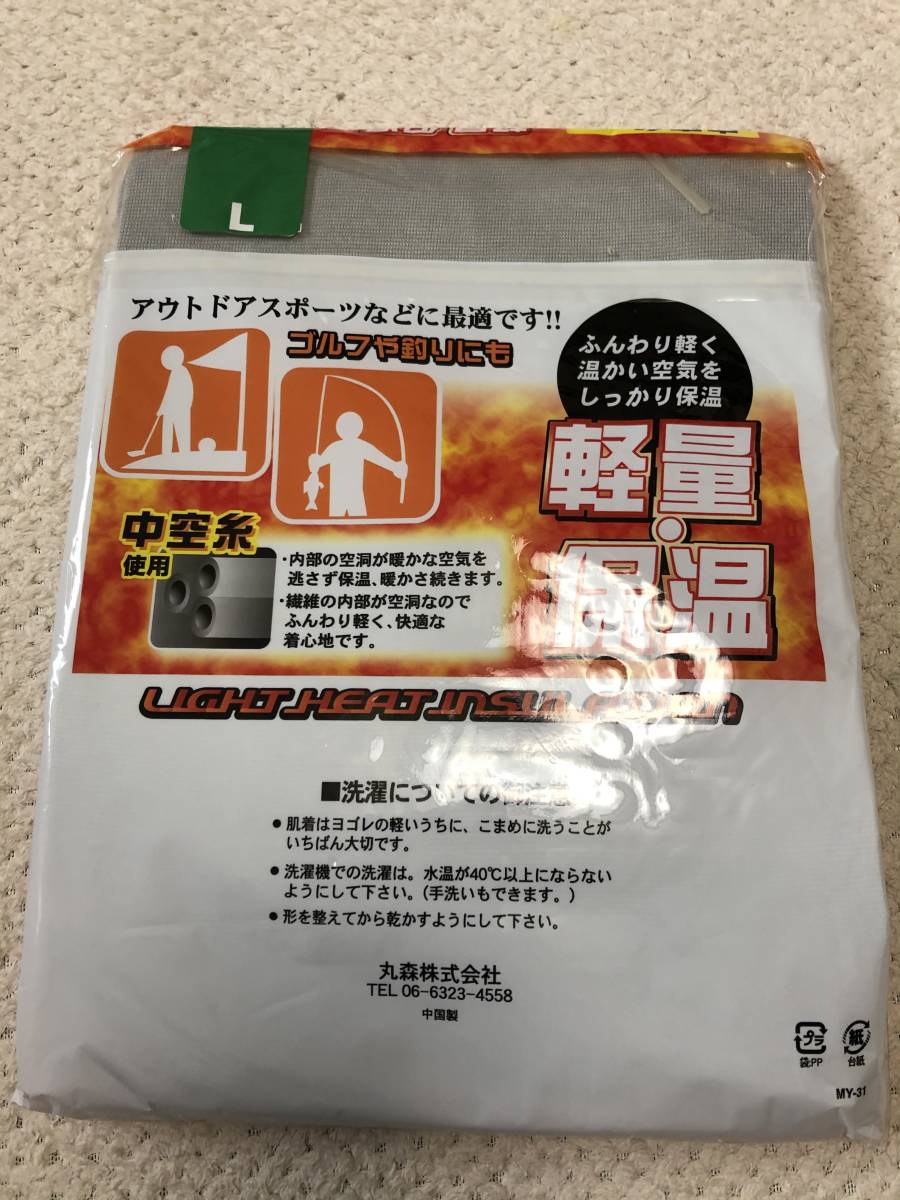 L
アウトドアスポーツなどに最適です!!
ゴルフや釣りにも
ふんわり軽く
温かい空気を
しっかり保温
軽量
・
保温
中空糸
使用
・内部の空洞が暖かな空気を
逃さず保温、暖かさ続きます。
・繊維の内部が空洞なので
ふんわり軽く、快適な
着心地です。
LIGHT HEAT INSULATION
■洗濯についての御注意
●肌着はヨゴレの軽いうちに、こまめに洗うことが
いちばん大切です。
●洗濯機での洗濯は。水温が40℃以上にならない
ようにして下さい。(手洗いもできます。)
●形を整えてから乾かすようにして下さい。
丸森株式会社
TEL 06-6323-4558
中国製
プラ
袋:PP
紙
台紙
MY-31